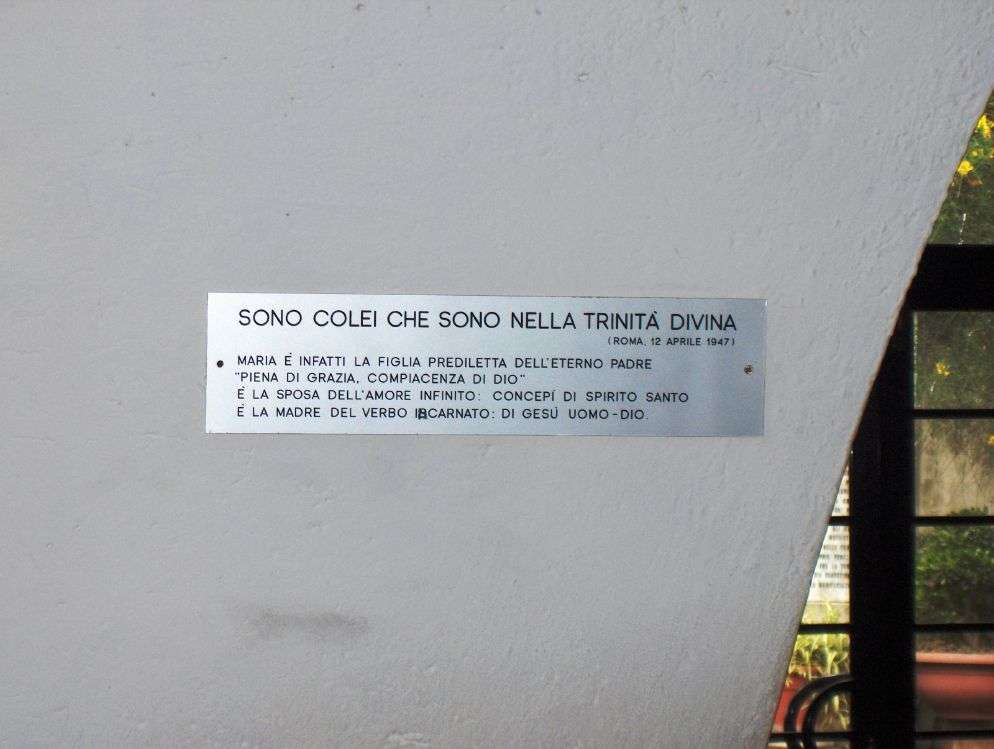 SONO COLEI CHE SONO NELLA TRINITÀ DIVINA
(ROMA, 12 APRILE 1947)
MARIA É INFATTI LA FIGLIA PREDILETTA DELL'ETERNO PADRE
"PIENA DI GRAZIA, COMPIACENZA DI DIO"
É LA SPOSA DELL'AMORE INFINITO: CONCEPÍ DI SPIRITO SANTO
É LA MADRE DEL VERBO INCARNATO: DI GESÚ UOMO-DIO.